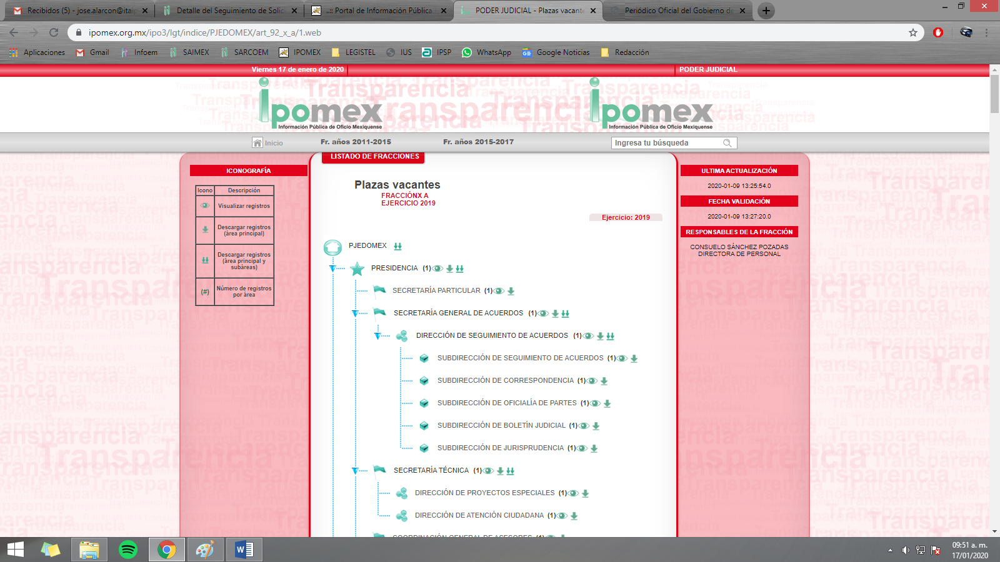 Recibidos (5) - jose.alarcon@itai
Detalle del Seguimiento de Solic
..:: Portal de Información Pública
PODER JUDICIAL - Plazas vacante
Periódico Oficial del Gobierno de
ipomex.org.mx/ipo3/lgt/indice/PJEDOMEX/art_92_x_a/1.web
Aplicaciones
Gmail
Infoem
SAIMEX
SARCOEM
IPOMEX
LEGISTEL
IUS
IPSP
WhatsApp
Google Noticias
Redacción
Viernes 17 de enero de 2020
PODER JUDICIAL
ipomex
Información Pública de Oficio Mexiquense
ipomex
Información Pública de Oficio Mexiquense
Inicio
Fr. años 2011-2015
Fr. años 2015-2017
Ingresa tu búsqueda
ICONOGRAFÍA
Icono Descripción
Visualizar registros
Descargar registros
(área principal)
Descargar registros
(área principal y
subáreas)
(#) Número de registros
por área
LISTADO DE FRACCIONES
Plazas vacantes
FRACCIÓNX A
EJERCICIO 2019
Ejercicio: 2019
PJEDOMEX
PRESIDENCIA (1)
SECRETARÍA PARTICULAR (1)
SECRETARÍA GENERAL DE ACUERDOS (1)
DIRECCIÓN DE SEGUIMIENTO DE ACUERDOS (1)
SUBDIRECCIÓN DE SEGUIMIENTO DE ACUERDOS (1)
SUBDIRECCIÓN DE CORRESPONDENCIA (1)
SUBDIRECCIÓN DE OFICIALÍA DE PARTES (1)
SUBDIRECCIÓN DE BOLETÍN JUDICIAL (1)
SUBDIRECCIÓN DE JURISPRUDENCIA (1)
SECRETARÍA TÉCNICA (1)
DIRECCIÓN DE PROYECTOS ESPECIALES (1)
DIRECCIÓN DE ATENCIÓN CIUDADANA (1)
COORDINACIÓN GENERAL DE ASESORES (1)
ULTIMA ACTUALIZACIÓN
2020-01-09 13:25:54.0
FECHA VALIDACIÓN
2020-01-09 13:27:20.0
RESPONSABLES DE LA FRACCIÓN
CONSUELO SÁNCHEZ POZADAS
DIRECTORA DE PERSONAL
09:51 a. m.
17/01/2020